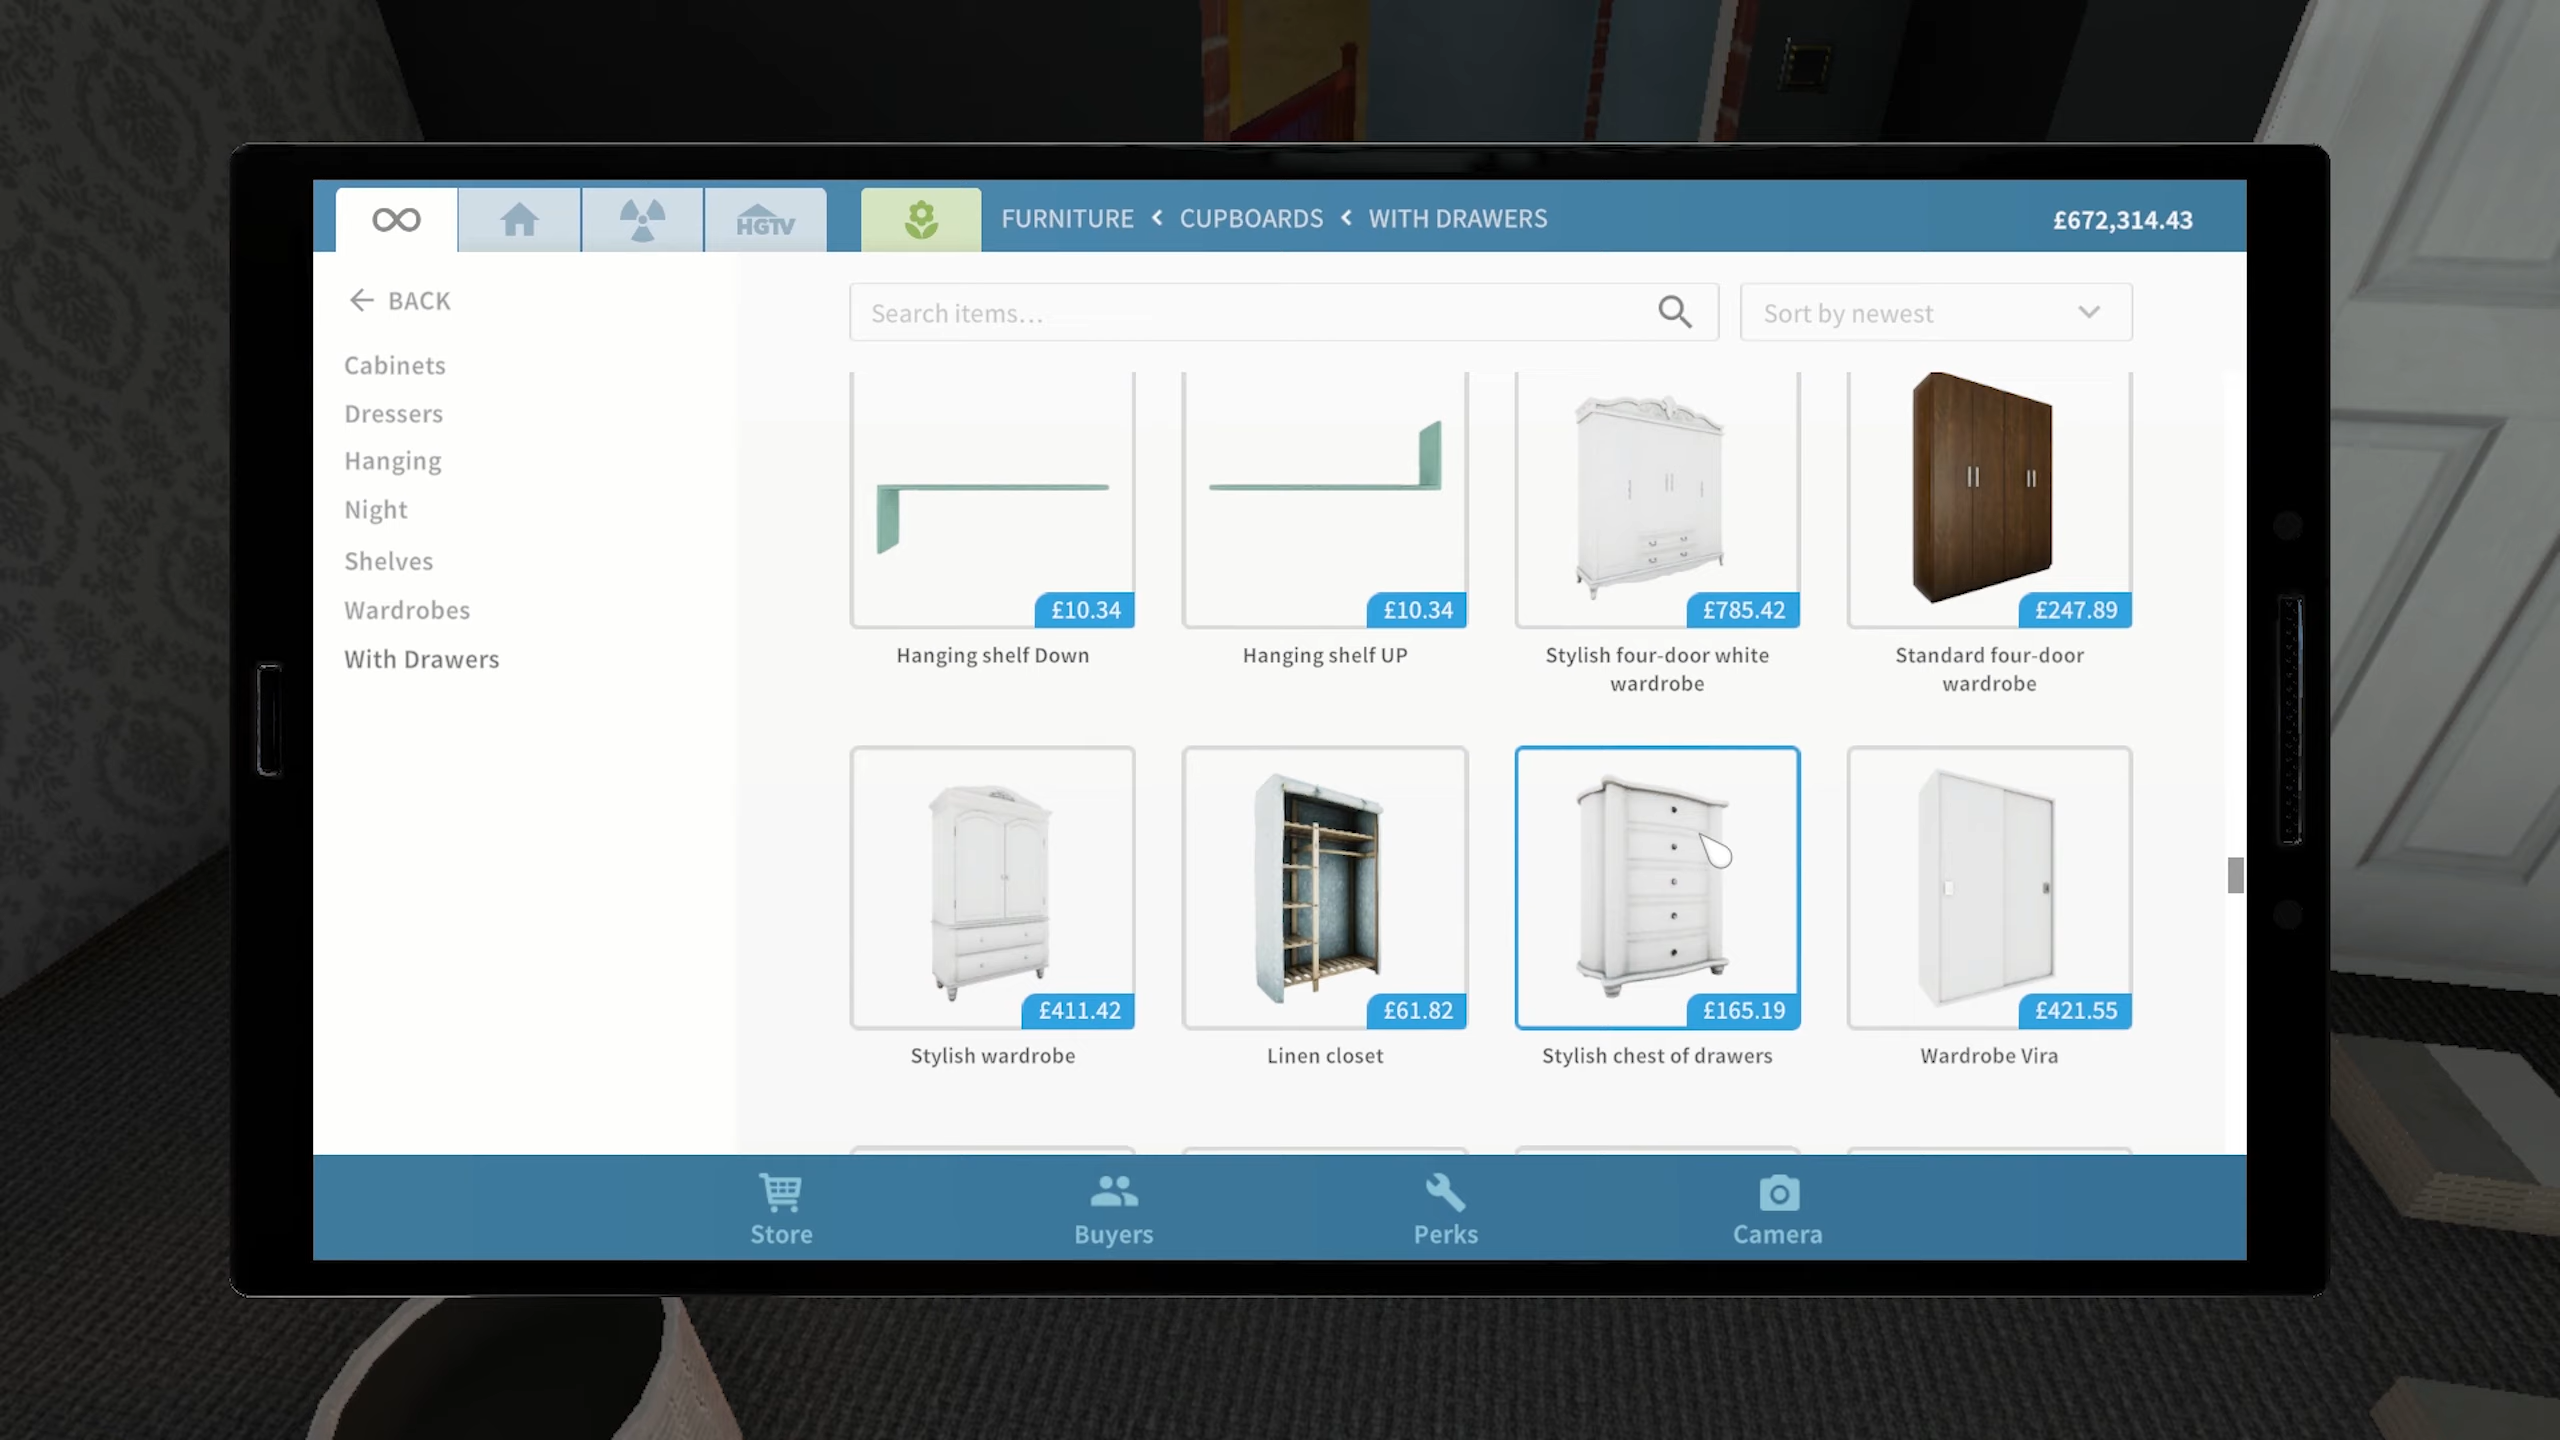 HGTV
FURNITURE < CUPBOARDS < WITH DRAWERS
£672,314.43
BACK
Search items...
Sort by newest
Cabinets
Dressers
Hanging
Night
Shelves
Wardrobes
With Drawers
£10.34
£10.34
£785.42
£247.89
Hanging shelf Down
Hanging shelf UP
Stylish four-door white
wardrobe
Standard four-door
wardrobe
£411.42
£61.82
£165.19
£421.55
Stylish wardrobe
Linen closet
Stylish chest of drawers
Wardrobe Vira
Store
Buyers
Perks
Camera